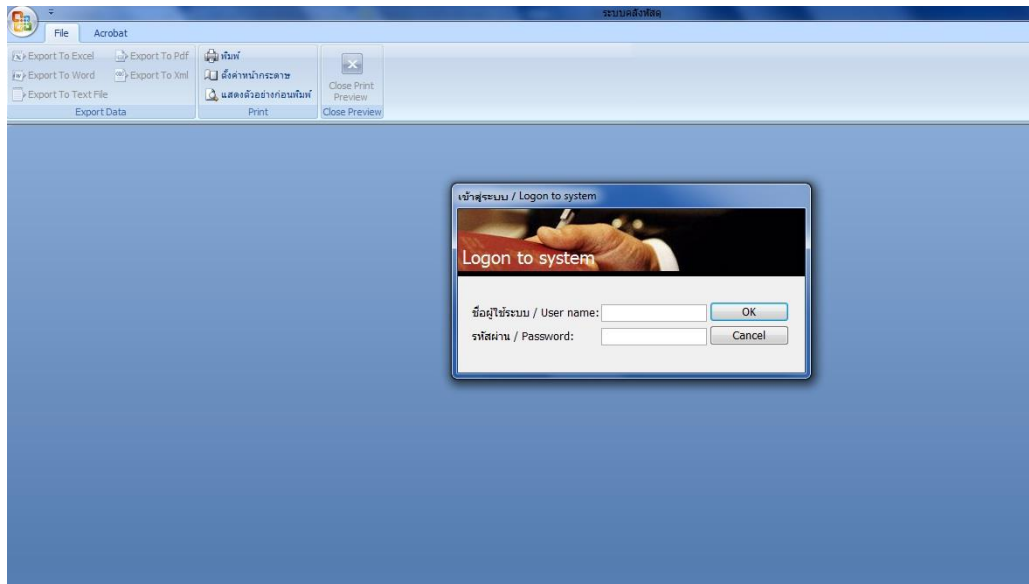 ระบบคลังพัสดุ
File Acrobat
Export To Excel Export To Pdf
Export To Word Export To Xml
Export To Text File
Export Data
พิมพ์
ตั้งค่าหน้ากระดาษ
แสดงตัวอย่างก่อนพิมพ์
Print
Close Print
Preview
Close Preview
เข้าสู่ระบบ / Logon to system
Logon to system
ชื่อผู้ใช้ระบบ / User name:
OK
รหัสผ่าน / Password:
Cancel